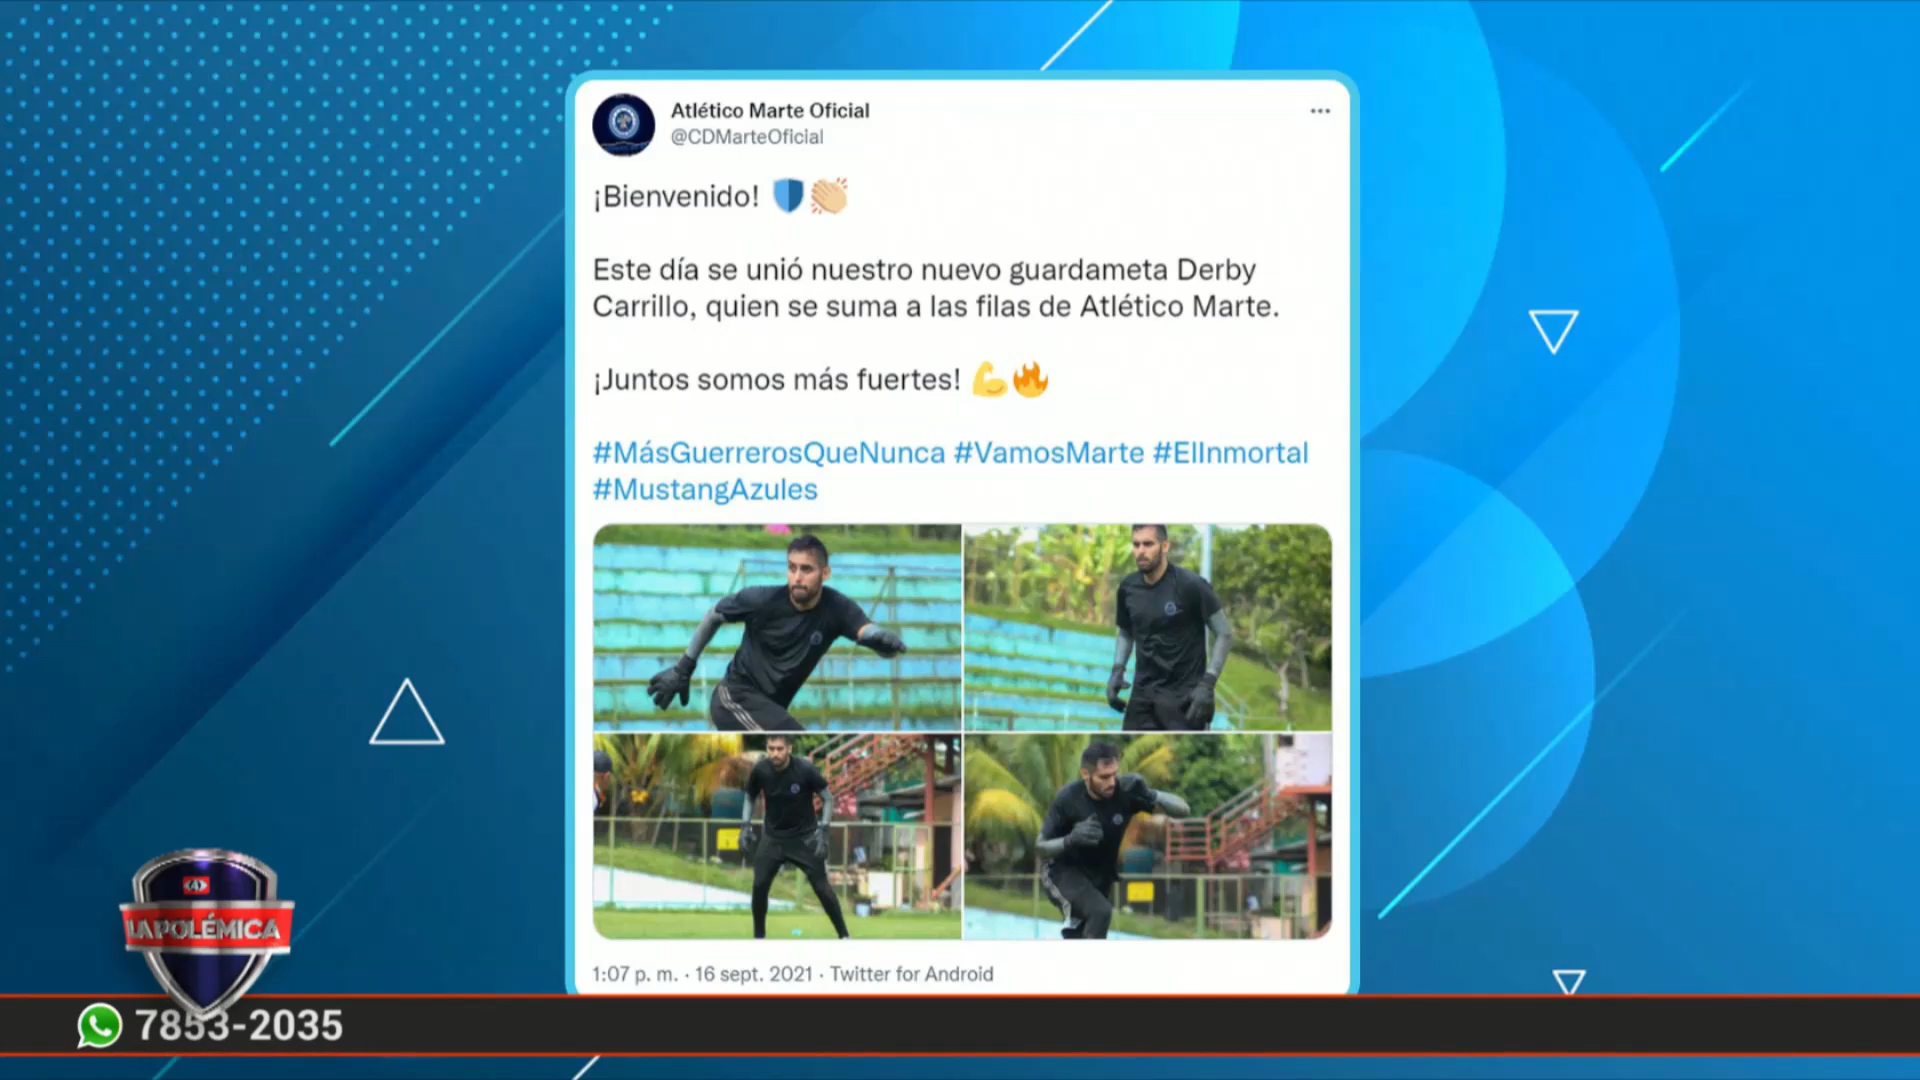 Atlético Marte Oficial
@CDMarteOficial
¡Bienvenido!
Este día se unió nuestro nuevo guardameta Derby
Carrillo, quien se suma a las filas de Atlético Marte.
¡Juntos somos más fuertes!
#MásGuerrerosQueNunca #VamosMarte #ElInmortal
#MustangAzules
1:07 p. m. · 16 sept. 2021 · Twitter for Android
4
LA POLÉMICA
7853-2035